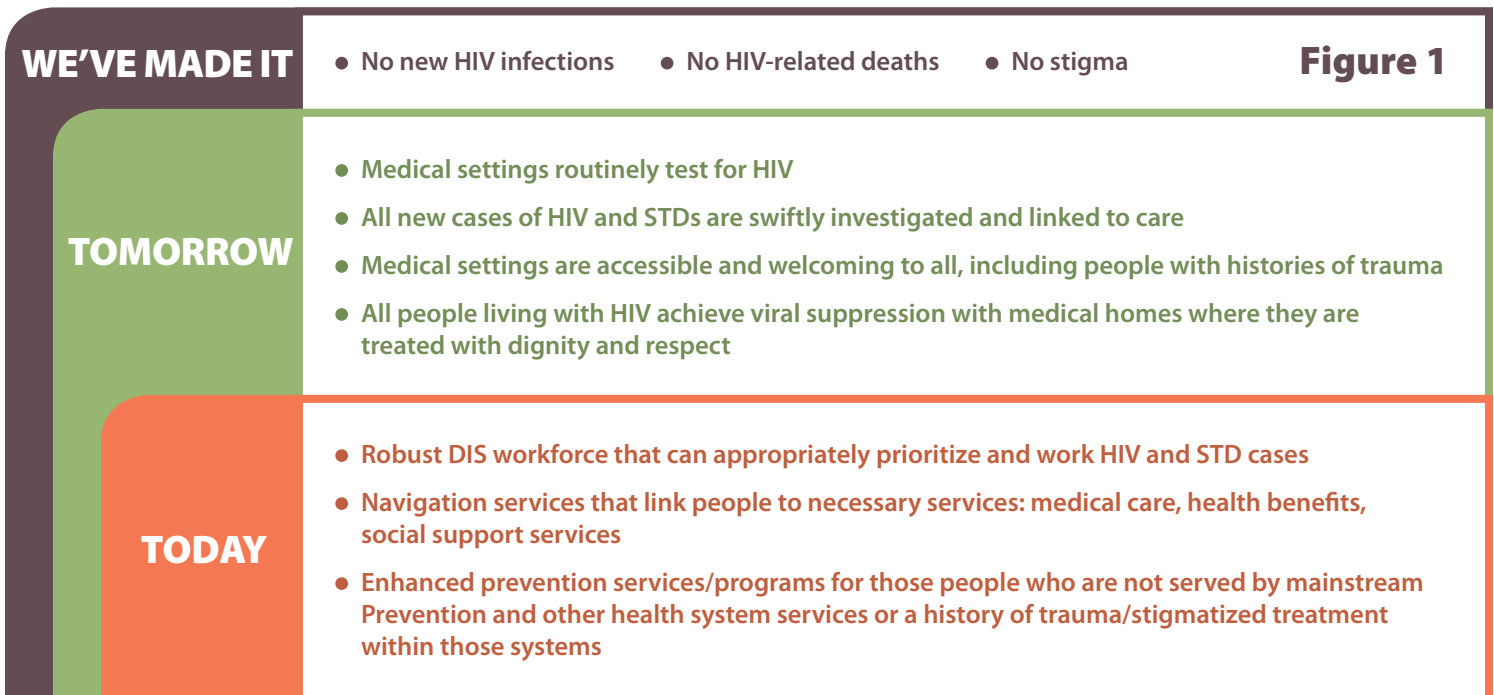 WE'VE MADE IT
• No new HIV infections • No HIV-related deaths • No stigma
Figure 1
TOMORROW
• Medical settings routinely test for HIV
• All new cases of HIV and STDs are swiftly investigated and linked to care
• Medical settings are accessible and welcoming to all, including people with histories of trauma
• All people living with HIV achieve viral suppression with medical homes where they are
treated with dignity and respect
TODAY
• Robust DIS workforce that can appropriately prioritize and work HIV and STD cases
• Navigation services that link people to necessary services: medical care, health benefits,
social support services
• Enhanced prevention services/programs for those people who are not served by mainstream
Prevention and other health system services or a history of trauma/stigmatized treatment
within those systems